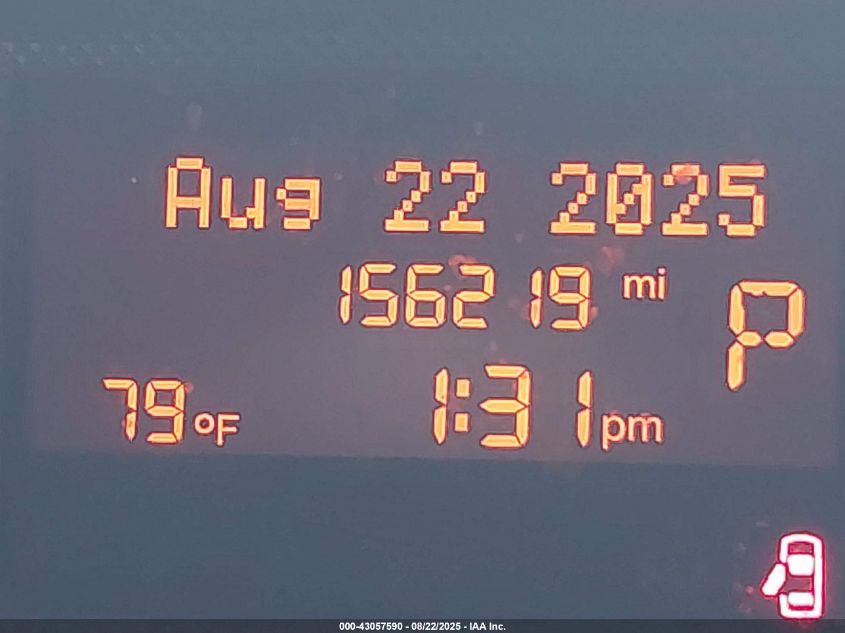 Aug 22 2025
156219 mi
P
79°F 1:31 pm
000-43057590 - 08/22/2025 - IAA Inc.